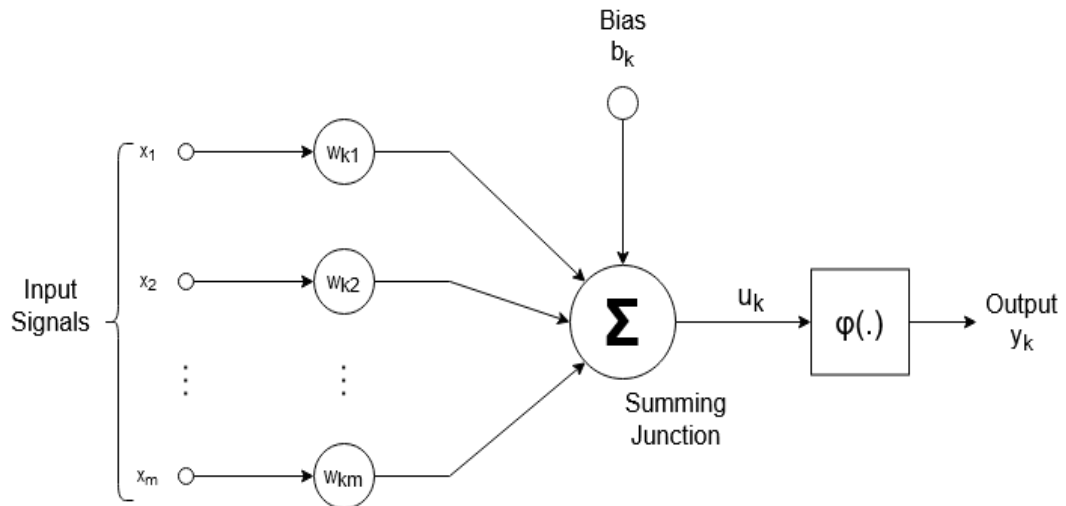 Bias
bₖ
x₁
wₖ₁
x₂
wₖ₂
Input
Signals
Σ
uₖ
φ(.)
Output
yₖ
Summing
Junction
xₘ
wₖₘ